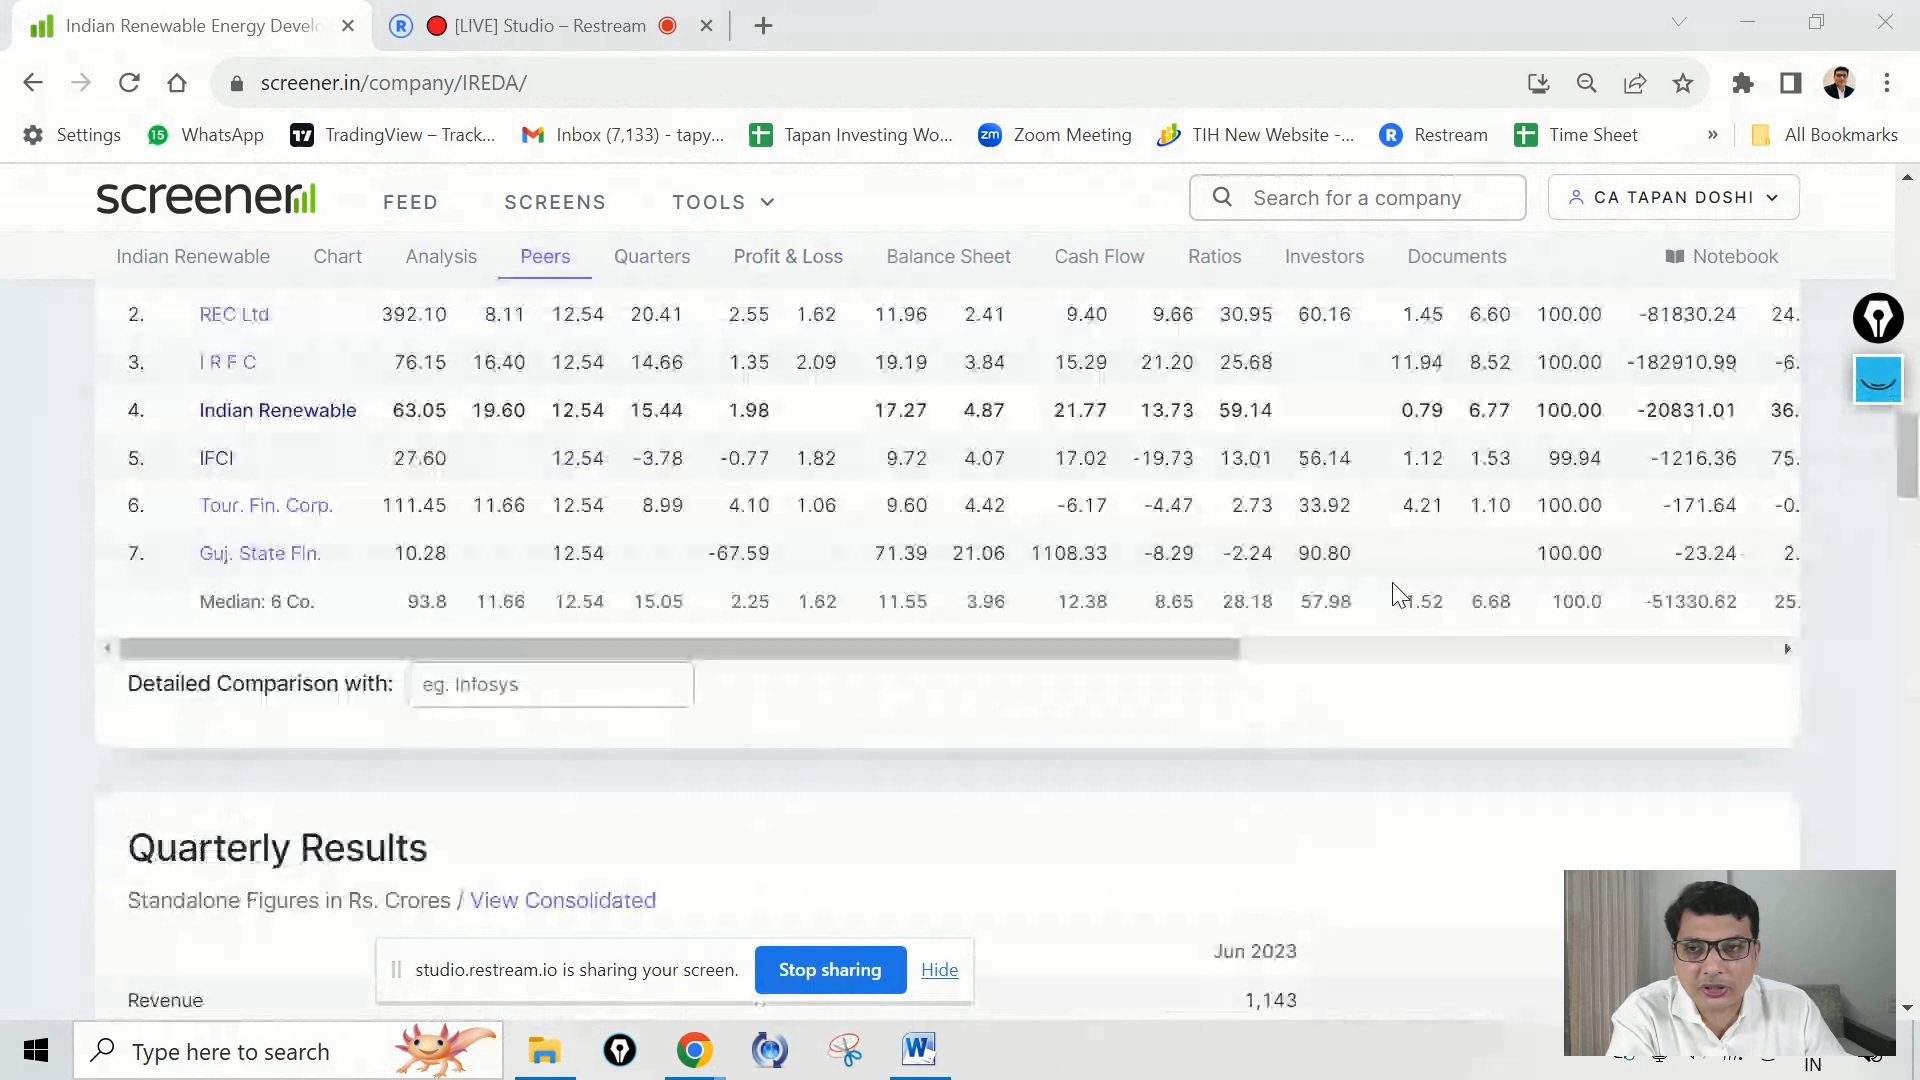 Indian Renewable Energy Develo
[LIVE] Studio – Restream
screener.in/company/IREDA/
Settings
15 WhatsApp
TradingView – Track...
Inbox (7,133) - tapy...
Tapan Investing Wo...
zm Zoom Meeting
TIH New Website -...
R Restream
Time Sheet
»
All Bookmarks
screener
FEED
SCREENS
TOOLS
Search for a company
CA TAPAN DOSHI
Indian Renewable Chart Analysis Peers Quarters Profit & Loss Balance Sheet Cash Flow Ratios Investors Documents Notebook
2. REC Ltd 392.10 8.11 12.54 20.41 2.55 1.62 11.96 2.41 9.40 9.66 30.95 60.16 1.45 6.60 100.00 -81830.24 24.
3. I R F C 76.15 16.40 12.54 14.66 1.35 2.09 19.19 3.84 15.29 21.20 25.68 11.94 8.52 100.00 -182910.99 -6.
4. Indian Renewable 63.05 19.60 12.54 15.44 1.98 17.27 4.87 21.77 13.73 59.14 0.79 6.77 100.00 -20831.01 36.
5. IFCI 27.60 12.54 -3.78 -0.77 1.82 9.72 4.07 17.02 -19.73 13.01 56.14 1.12 1.53 99.94 -1216.36 75.
6. Tour. Fin. Corp. 111.45 11.66 12.54 8.99 4.10 1.06 9.60 4.42 -6.17 -4.47 2.73 33.92 4.21 1.10 100.00 -171.64 -0.
7. Guj. State Fin. 10.28 12.54 -67.59 71.39 21.06 1108.33 -8.29 -2.24 90.80 100.00 -23.24 2.
Median: 6 Co. 93.8 11.66 12.54 15.05 2.25 1.62 11.55 3.96 12.38 8.65 28.18 57.98 .52 6.68 100.0 -51330.62 25.
Detailed Comparison with: eg. Infosys
Quarterly Results
Standalone Figures in Rs. Crores / View Consolidated
Jun 2023
studio.restream.io is sharing your screen. Stop sharing Hide
Revenue 1,143
Type here to search
IN